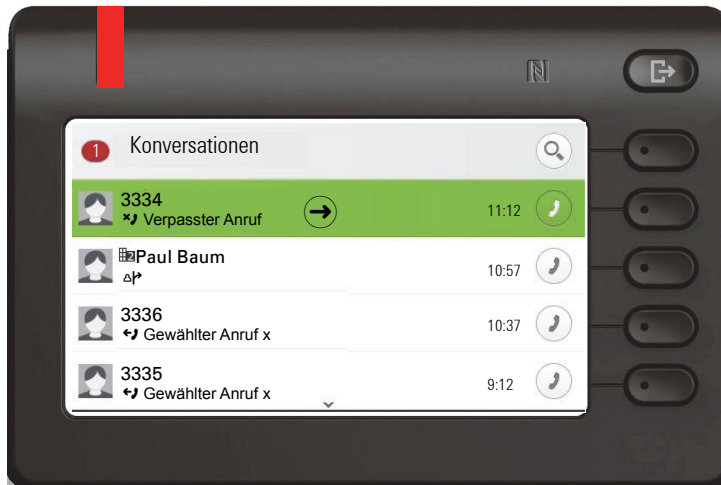 1 Konversationen
3334
Verpasster Anruf
11:12
2 Paul Baum
10:57
3336
Gewählter Anruf x
10:37
3335
Gewählter Anruf x
9:12